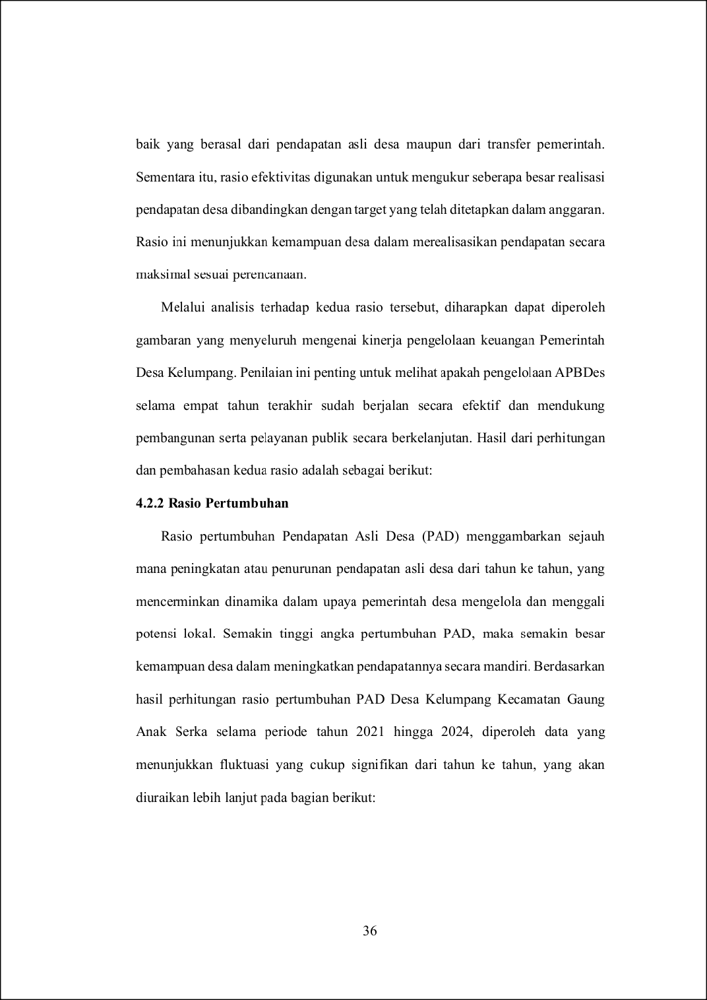 baik yang berasal dari pendapatan asli desa maupun dari transfer pemerintah.
Sementara itu, rasio efektivitas digunakan untuk mengukur seberapa besar realisasi
pendapatan desa dibandingkan dengan target yang telah ditetapkan dalam anggaran.
Rasio ini menunjukkan kemampuan desa dalam merealisasikan pendapatan secara
maksimal sesuai perencanaan.
Melalui analisis terhadap kedua rasio tersebut, diharapkan dapat diperoleh
gambaran yang menyeluruh mengenai kinerja pengelolaan keuangan Pemerintah
Desa Kelumpang. Penilaian ini penting untuk melihat apakah pengelolaan APBDes
selama empat tahun terakhir sudah berjalan secara efektif dan mendukung
pembangunan serta pelayanan publik secara berkelanjutan. Hasil dari perhitungan
dan pembahasan kedua rasio adalah sebagai berikut:
4.2.2 Rasio Pertumbuhan
Rasio pertumbuhan Pendapatan Asli Desa (PAD) menggambarkan sejauh
mana peningkatan atau penurunan pendapatan asli desa dari tahun ke tahun, yang
mencerminkan dinamika dalam upaya pemerintah desa mengelola dan menggali
potensi lokal. Semakin tinggi angka pertumbuhan PAD, maka semakin besar
kemampuan desa dalam meningkatkan pendapatannya secara mandiri. Berdasarkan
hasil perhitungan rasio pertumbuhan PAD Desa Kelumpang Kecamatan Gaung
Anak Serka selama periode tahun 2021 hingga 2024, diperoleh data yang
menunjukkan fluktuasi yang cukup signifikan dari tahun ke tahun, yang akan
diuraikan lebih lanjut pada bagian berikut:
36